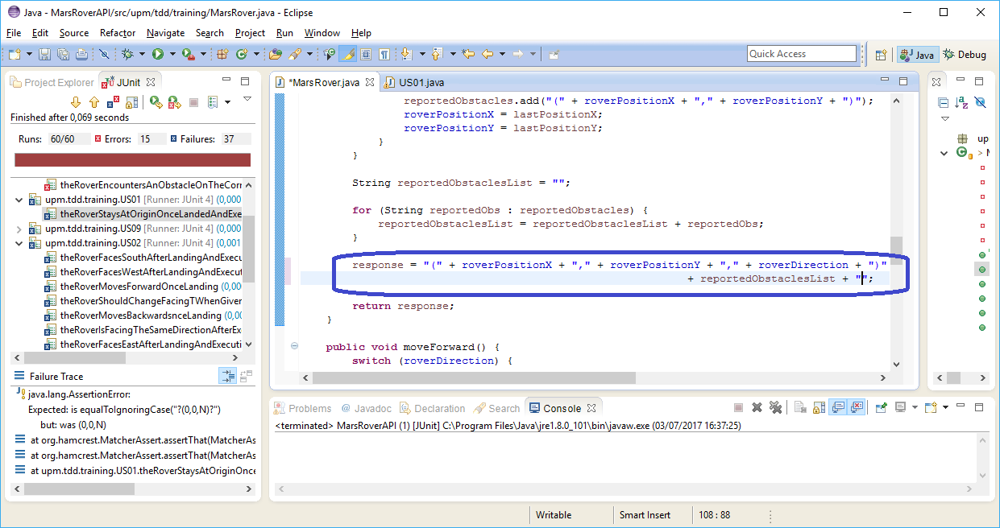 Java - MarsRoverAPI/src/upm/tdd/training/MarsRover.java - Eclipse
File Edit Source Refactor Navigate Search Project Run Window Help
Quick Access
Java
Debug
Project Explorer
JUnit
Finished after 0,069 seconds
Runs: 60/60 Errors: 15 Failures: 37
theRoverEncountersAnObstacleOnTheCorr
upm.tdd.training.US01 [Runner: JUnit 4] (0,000
theRoverStaysAtOriginOnceLandedAndExe
upm.tdd.training.US09 [Runner: JUnit 4] (0,000
upm.tdd.training.US02 [Runner: JUnit 4] (0,001
theRoverFacesSouthAfterLandingAndExecu
theRoverFacesWestAfterLandingAndExecut
theRoverMovesForwardOnceLanding (0,00
theRoverShouldChangeFacingTWhenGiver
theRoverMovesBackwardsnceLanding (0,0
theRoverIsFacingTheSameDirectionAfterEx
theRoverFacesEastAfterLandingAndExecuti
Failure Trace
java.lang.AssertionError:
Expected: is equalToIgnoringCase("?(0,0,N)?")
but: was (0,0,N)
at org.hamcrest.MatcherAssert.assertThat(MatcherAs
at org.hamcrest.MatcherAssert.assertThat(MatcherAs
at upm.tdd.training.US01.theRoverStaysAtOriginOnce
*MarsRover.java
US01.java
reportedObstacles.add("(" + roverPositionX + "," + roverPositionY + ")");
roverPositionX = lastPositionX;
roverPositionY = lastPositionY;
}
}
String reportedObstaclesList = "";
for (String reportedObs : reportedObstacles) {
reportedObstaclesList = reportedObstaclesList + reportedObs;
}
response = "(" + roverPositionX + "," + roverPositionY + "," + roverDirection + ")"
+ reportedObstaclesList + "";
return response;
}
public void moveForward() {
switch (roverDirection) {
up
Problems
@ Javadoc
Declaration
Search
Console
<terminated> MarsRoverAPI (1) [JUnit] C:\Program Files\Java\jre1.8.0_101\bin\javaw.exe (03/07/2017 16:37:25)
Writable
Smart Insert
108 : 88